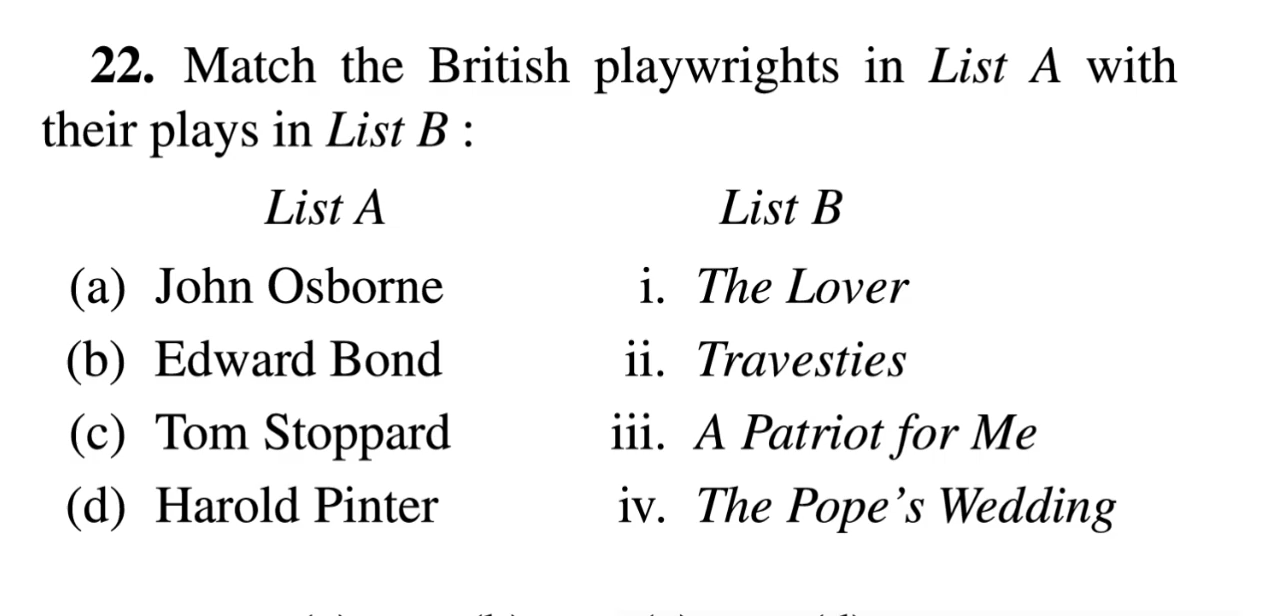 22. Match the British playwrights in List A with
their plays in List B :
List A List B
(a) John Osborne i. The Lover
(b) Edward Bond ii. Travesties
(c) Tom Stoppard iii. A Patriot for Me
(d) Harold Pinter iv. The Pope's Wedding